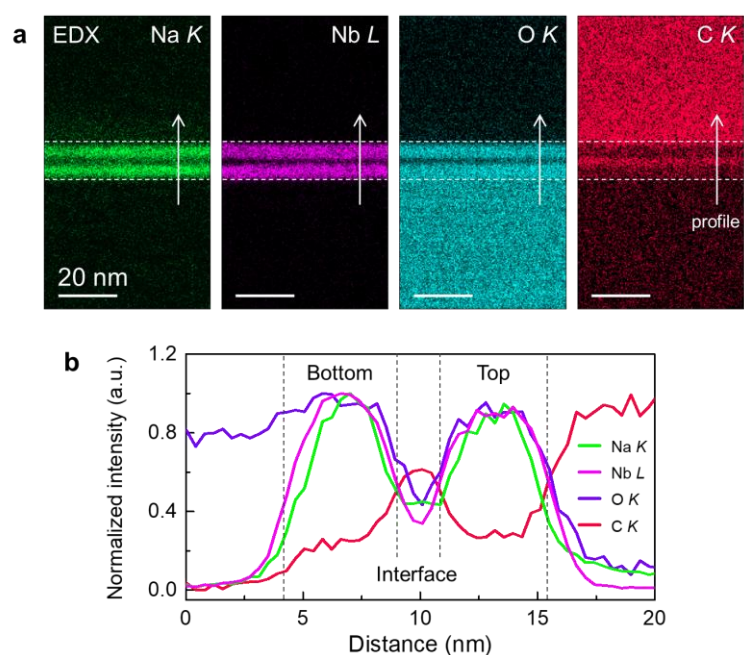 a
EDX Na K
Nb L
O K
C K
profile
20 nm
b
Normalized intensity (a.u.)
1.2
0.8
0.4
0.0
Bottom
Top
Na K
Nb L
O K
C K
Interface
0 5 10 15 20
Distance (nm)